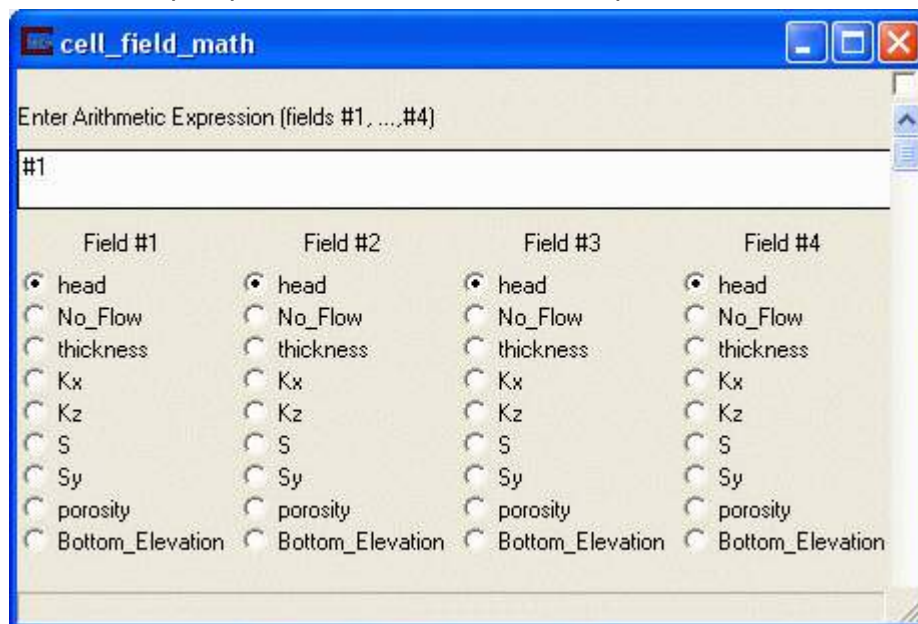 cell_field_math
Enter Arithmetic Expression (fields #1, ...,#4)
#1
Field #1 Field #2 Field #3 Field #4
head head head head
No_Flow No_Flow No_Flow No_Flow
thickness thickness thickness thickness
Kx Kx Kx Kx
Kz Kz Kz Kz
S S S S
Sy Sy Sy Sy
porosity porosity porosity porosity
Bottom_Elevation Bottom_Elevation Bottom_Elevation Bottom_Elevation